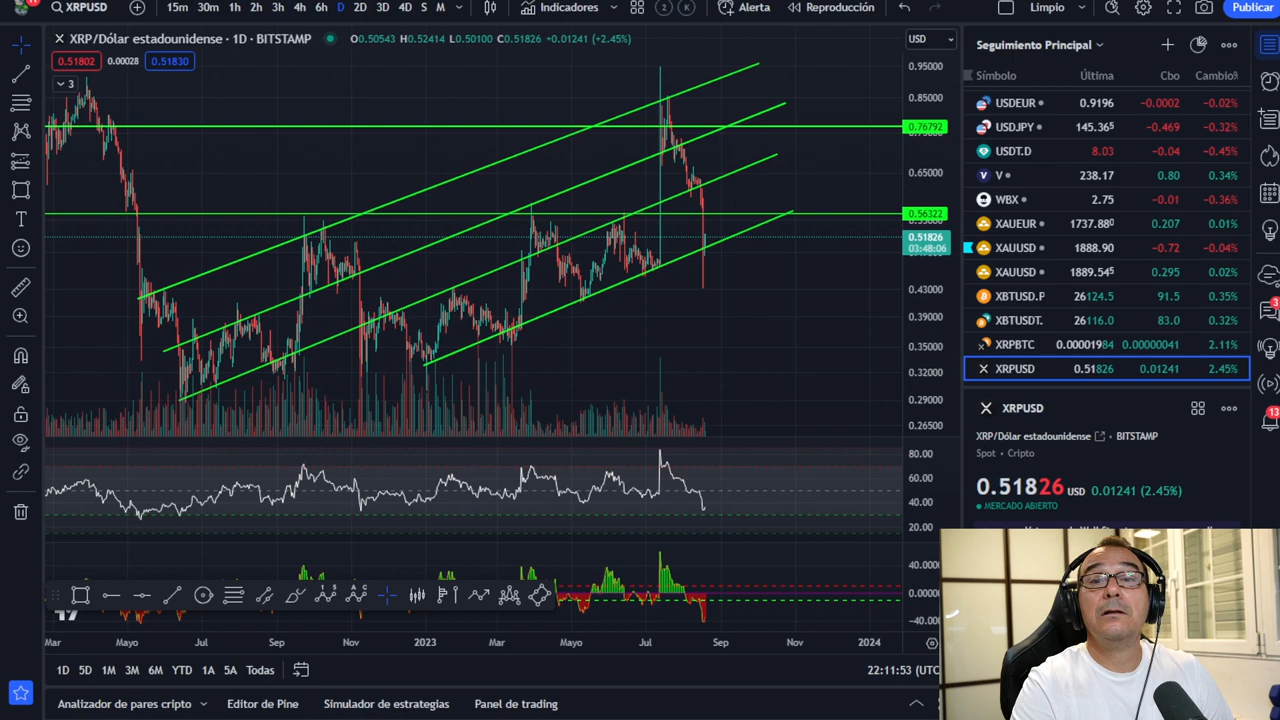 XRPUSD 15m 30m 1h 2h 3h 4h 6h D 2D 3D 4D S M Indicadores 2 K Alerta Reproducción Limpio Publicar
XRP/Dólar estadounidense · 1D · BITSTAMP O0.50543 H0.52414 L0.50100 C0.51826 +0.01241 (+2.45%) USD
0.51802 0.00028 0.51830
3
0.95000
0.85000
0.76792
0.65000
0.56322
0.51826
03:48:06
0.43000
0.39000
0.35000
0.32000
0.29000
0.26500
80.00
60.00
40.00
20.00
40.0000
0.00000
-40.000
Mar Mayo Jul Sep Nov 2023 Mar Mayo Jul Sep Nov 2024
1D 5D 1M 3M 6M YTD 1A 5A Todas 22:11:53 (UTC
Analizador de pares cripto Editor de Pine Simulador de estrategias Panel de trading
Seguimiento Principal
Símbolo Última Cbo Cambio%
USDEUR 0.9196 −0.0002 −0.02%
USDJPY 145.365 −0.469 −0.32%
USDT.D 8.03 −0.04 −0.45%
V 238.17 0.80 0.34%
WBX 2.75 −0.01 −0.36%
XAUEUR 1737.880 0.207 0.01%
XAUUSD 1888.90 −0.72 −0.04%
XAUUSD 1889.545 0.295 0.02%
XBTUSD.P 26124.5 91.5 0.35%
XBTUSDT. 26116.0 83.0 0.32%
XRPBTC 0.00001984 0.00000041 2.11%
XRPUSD 0.51826 0.01241 2.45%
XRPUSD
XRP/Dólar estadounidense BITSTAMP
Spot • Cripto
0.51826 USD 0.01241 (2.45%)
MERCADO ABIERTO
3
13